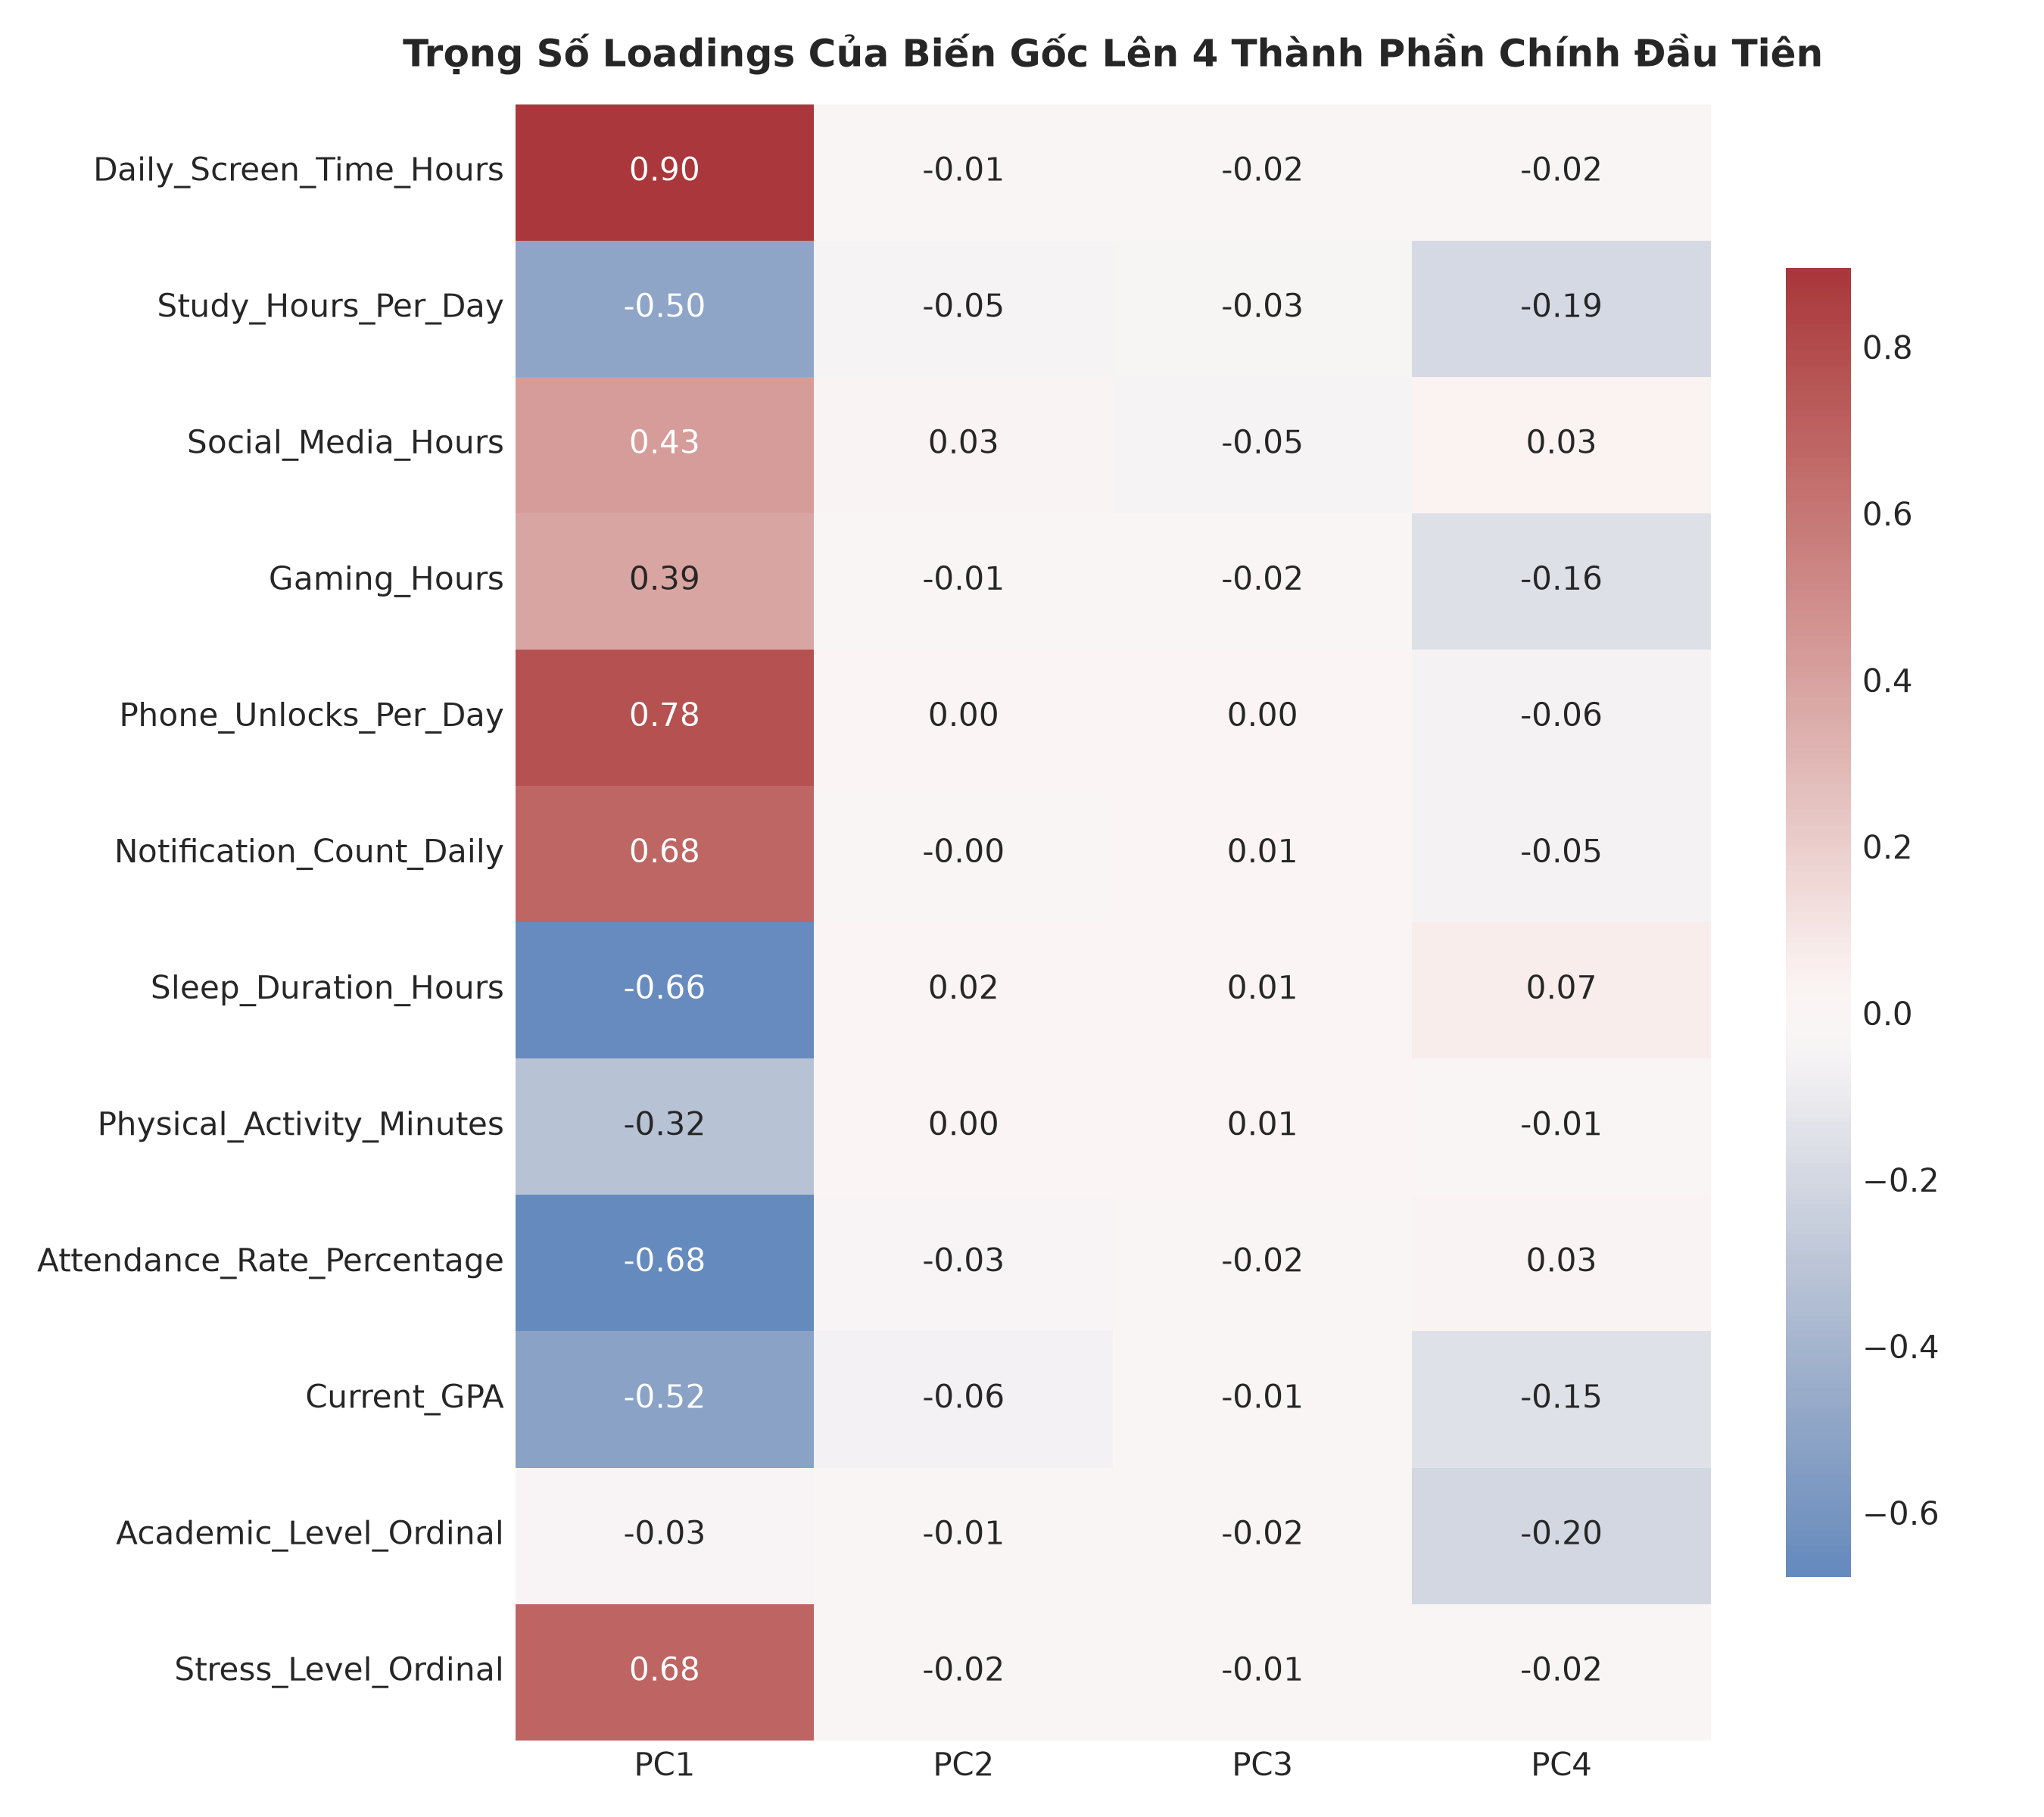 Trọng Số Loadings Của Biến Gốc Lên 4 Thành Phần Chính Đầu Tiên
Daily_Screen_Time_Hours 0.90 -0.01 -0.02 -0.02
Study_Hours_Per_Day -0.50 -0.05 -0.03 -0.19
Social_Media_Hours 0.43 0.03 -0.05 0.03
Gaming_Hours 0.39 -0.01 -0.02 -0.16
Phone_Unlocks_Per_Day 0.78 0.00 0.00 -0.06
Notification_Count_Daily 0.68 -0.00 0.01 -0.05
Sleep_Duration_Hours -0.66 0.02 0.01 0.07
Physical_Activity_Minutes -0.32 0.00 0.01 -0.01
Attendance_Rate_Percentage -0.68 -0.03 -0.02 0.03
Current_GPA -0.52 -0.06 -0.01 -0.15
Academic_Level_Ordinal -0.03 -0.01 -0.02 -0.20
Stress_Level_Ordinal 0.68 -0.02 -0.01 -0.02
PC1 PC2 PC3 PC4
0.8
0.6
0.4
0.2
0.0
−0.2
−0.4
−0.6